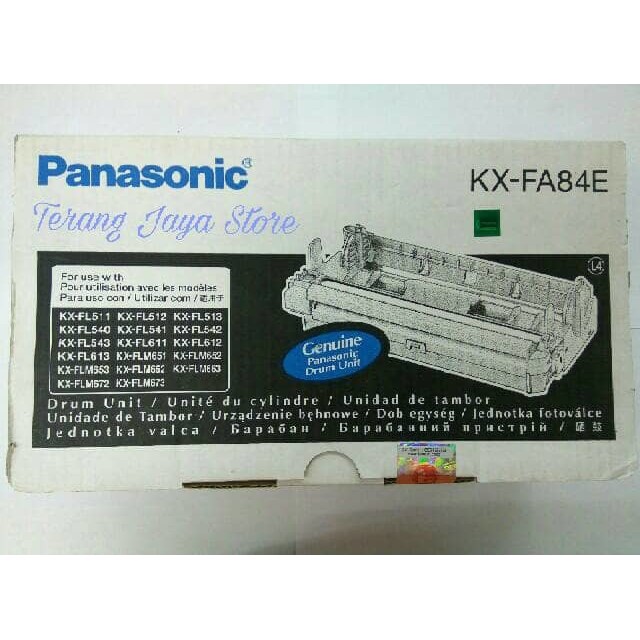 Panasonic®
KX-FA84E
Terang Jaya Store
For use with
Pour utilisation avec les modèles
Para uso con / Utilizar com / 适用于
KX-FL511 KX-FL512 KX-FL513
KX-FL540 KX-FL541 KX-FL542
KX-FL543 KX-FL611 KX-FL612
KX-FL613 KX-FLM651 KX-FLM652
KX-FLM653 KX-FLM662 KX-FLM663
KX-FLM672 KX-FLM673
L4
Genuine
Panasonic
Drum Unit
Drum Unit / Unité du cylindre / Unidad de tambor
Unidade de Tambor / Urządzenie bębnowe / Dob egység / Jednotka fotoválce
Jednotka valca / Барабан / Барабанний пристрій / 硒鼓